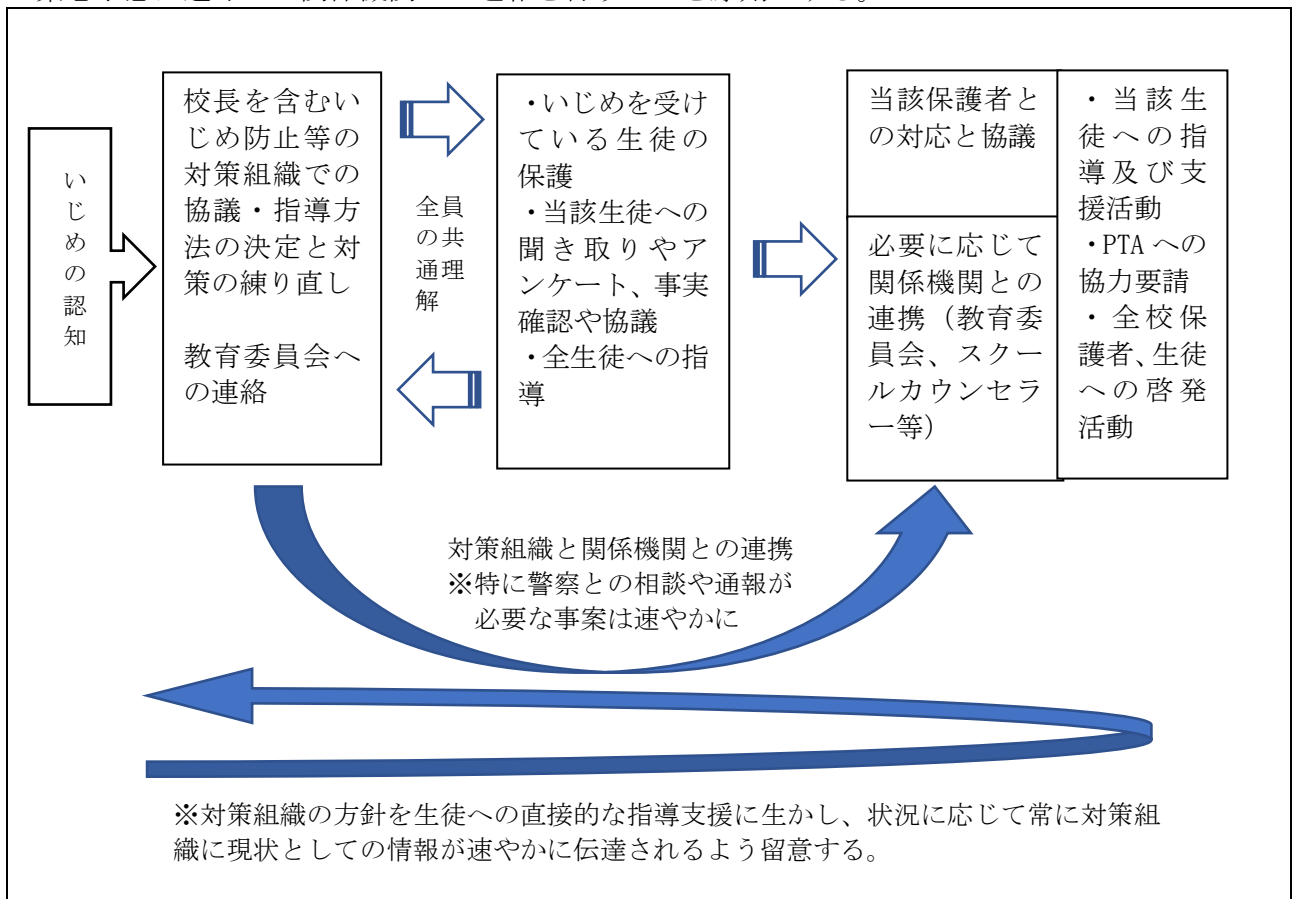 いじめの認知
校長を含むい
じめ防止等の
対策組織での
協議・指導方
法の決定と対
策の練り直し
教育委員会へ
の連絡
全員
の共
通理
解
・いじめを受け
ている生徒の
保護
・当該生徒への
聞き取りやア
ンケート、事実
確認や協議
・全生徒への指
導
当該保護者と
の対応と協議
必要に応じて
関係機関との
連携（教育委
員会、スクー
ルカウンセラ
ー等）
・当該生
徒への指
導及び支
援活動
・PTA への
協力要請
・全校保
護者、生徒
への啓発
活動
対策組織と関係機関との連携
※特に警察との相談や通報が
必要な事案は速やかに
※対策組織の方針を生徒への直接的な指導支援に生かし、状況に応じて常に対策組
織に現状としての情報が速やかに伝達されるよう留意する。